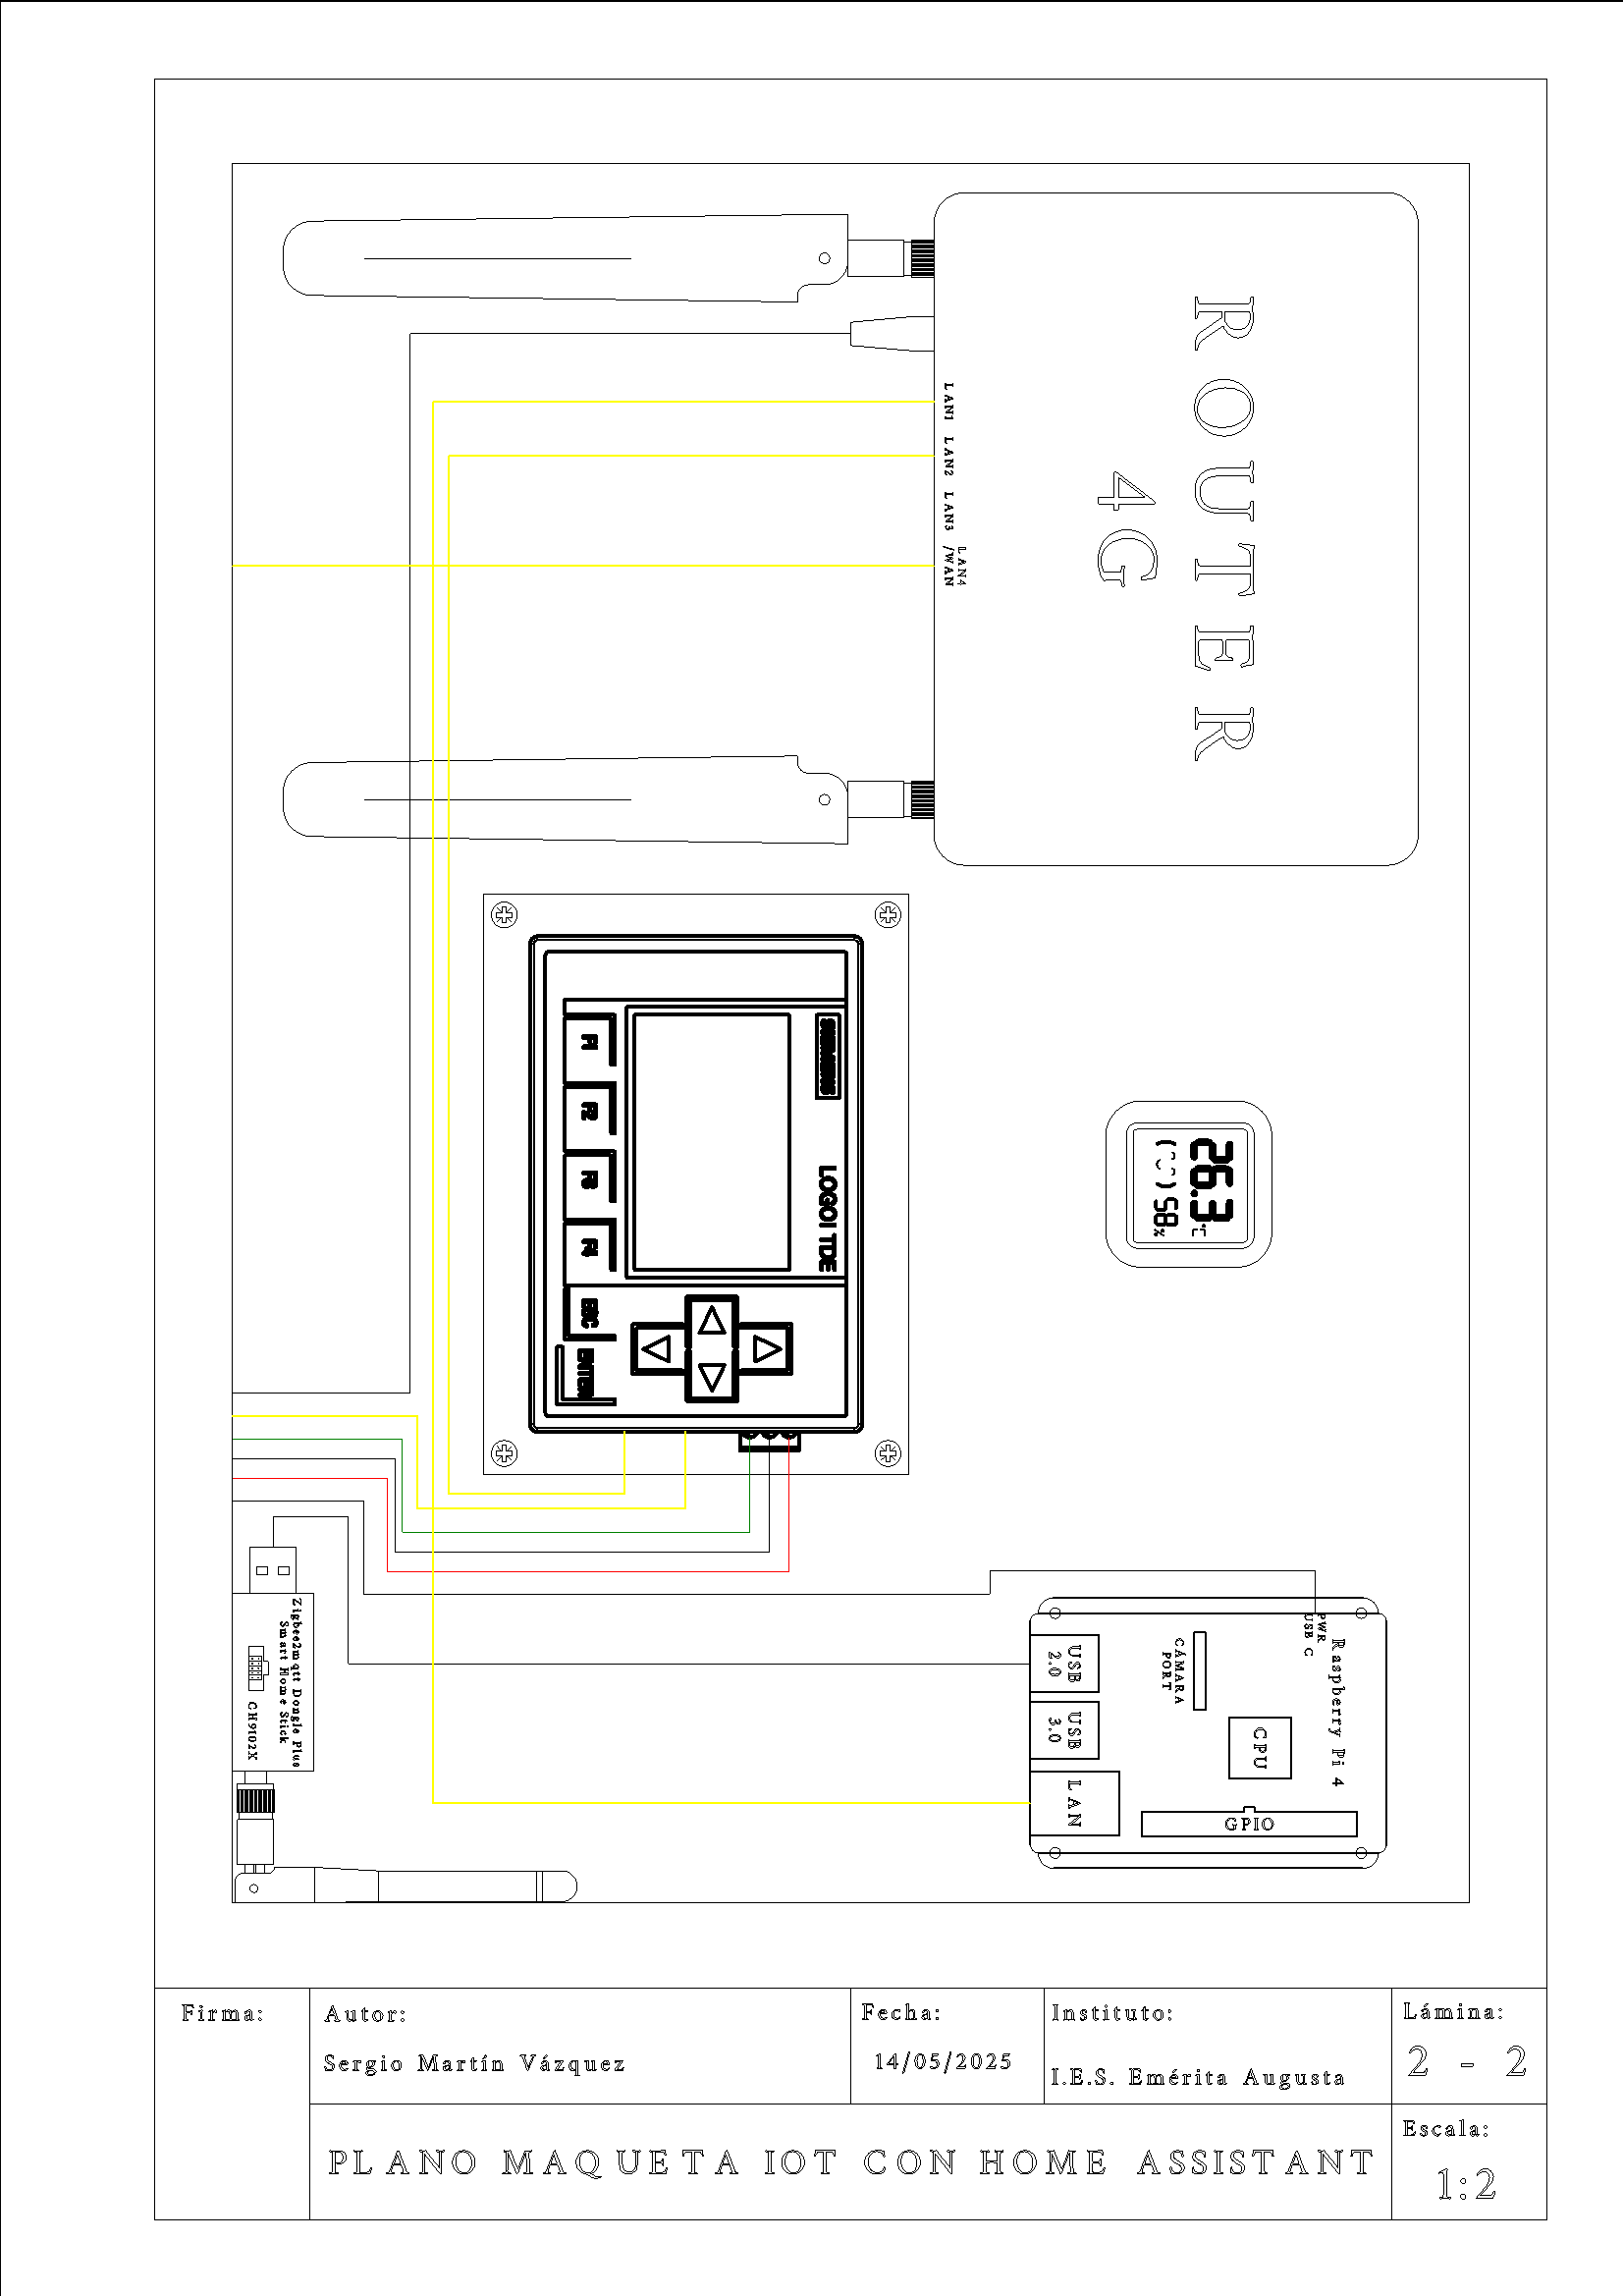 ROUTER
4G
LAN1 LAN2 LAN3 LAN4
/WAN
SIEMENS
LOGO! TDE
F1
F2
F3
F4
ESC
ENTER
26.3 °C
58%
Zigbee2mqtt Dongle Plus
Smart Home Stick
CH9102X
Raspberry Pi 4
PWR
USB C
CÁMARA
PORT
CPU
USB
2.0
USB
3.0
LAN
GPIO
Firma:
Autor:
Sergio Martín Vázquez
Fecha:
14/05/2025
Instituto:
I.E.S. Emérita Augusta
Lámina:
2 - 2
PLANO MAQUETA IOT CON HOME ASSISTANT
Escala:
1:2